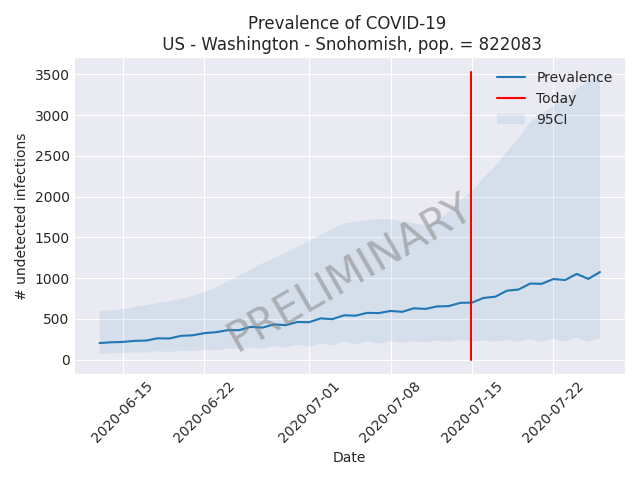 Prevalence of COVID-19
US - Washington - Snohomish, pop. = 822083
3500
3000
2500
2000
1500
1000
500
0
# undetected infections
Prevalence
Today
95CI
PRELIMINARY
2020-06-15
2020-06-22
2020-07-01
2020-07-08
2020-07-15
2020-07-22
Date